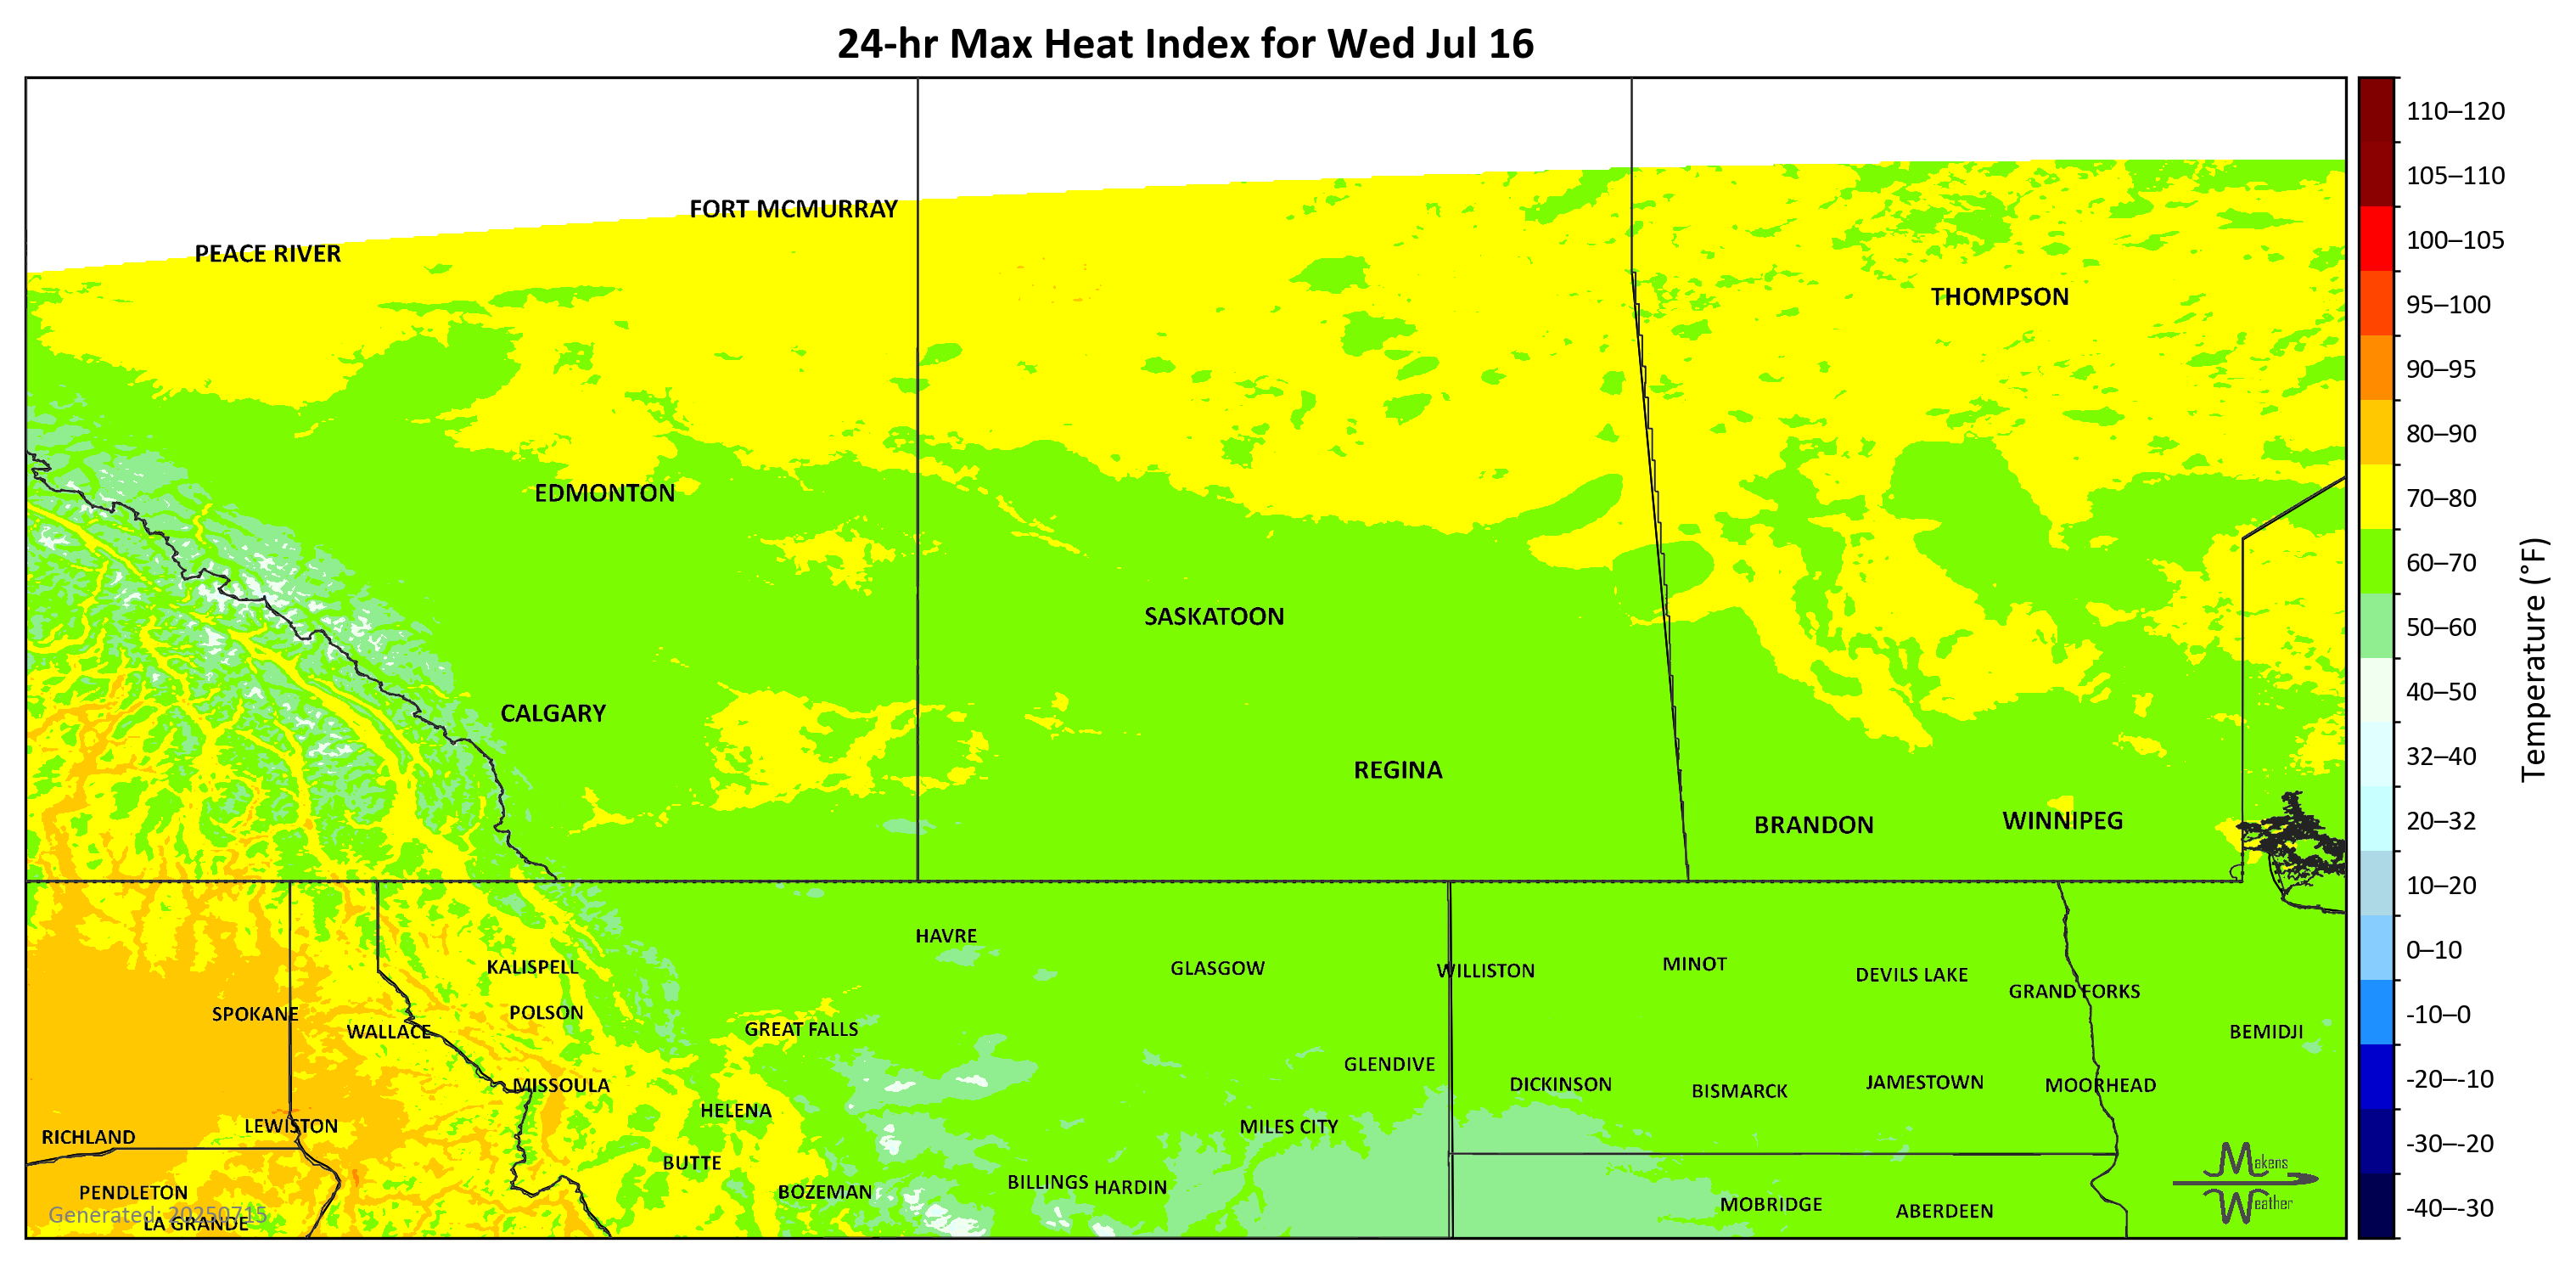 24-hr Max Heat Index for Wed Jul 16
110–120
105–110
100–105
95–100
90–95
80–90
70–80
60–70
50–60
40–50
32–40
20–32
10–20
0–10
-10–0
-20–-10
-30–-20
-40–-30
Temperature (°F)
FORT MCMURRAY
PEACE RIVER
THOMPSON
EDMONTON
SASKATOON
CALGARY
REGINA
BRANDON
WINNIPEG
HAVRE
KALISPELL
GLASGOW
WILLISTON
MINOT
DEVILS LAKE
GRAND FORKS
SPOKANE
POLSON
WALLACE
GREAT FALLS
BEMIDJI
GLENDIVE
MISSOULA
DICKINSON
BISMARCK
JAMESTOWN
MOORHEAD
HELENA
LEWISTON
MILES CITY
RICHLAND
BUTTE
PENDLETON
BOZEMAN
BILLINGS
HARDIN
MOBRIDGE
ABERDEEN
Generated: 20250715
LA GRANDE
Makens
Weather